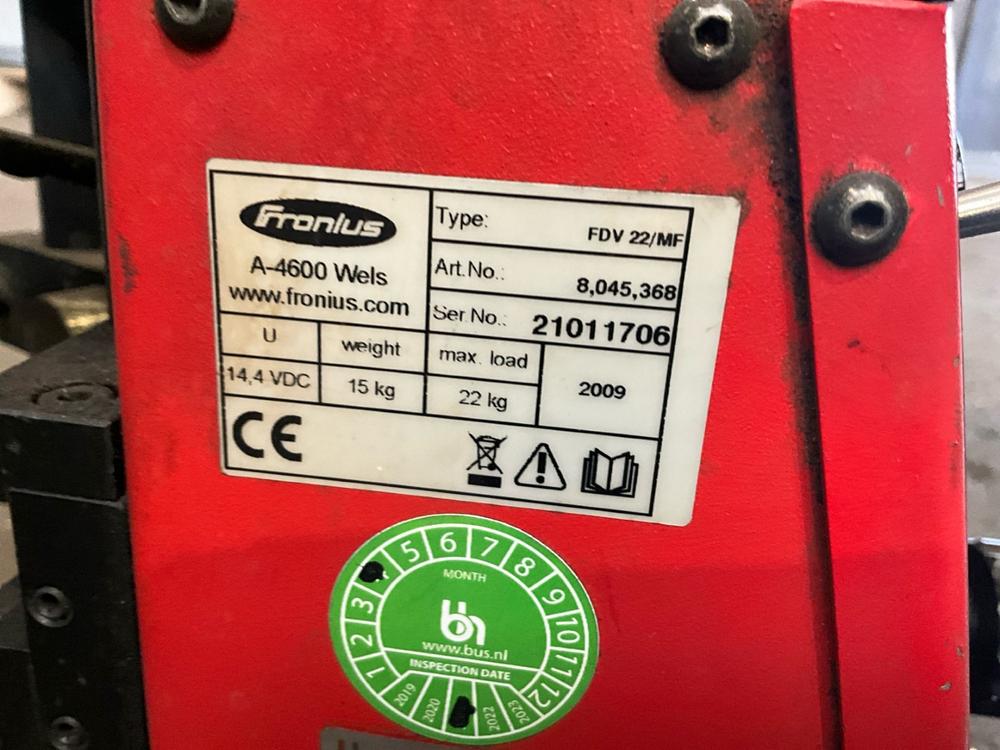 Fronius
A-4600 Wels
www.fronius.com
Type: FDV 22/MF
Art.No.: 8,045,368
Ser.No.: 21011706
U weight max. load 2009
14,4 VDC 15 kg 22 kg
CE
1 2 3 5 6 7 8 9 10 11 12
MONTH
www.bus.nl
INSPECTION DATE
2019 2020 2022 2023